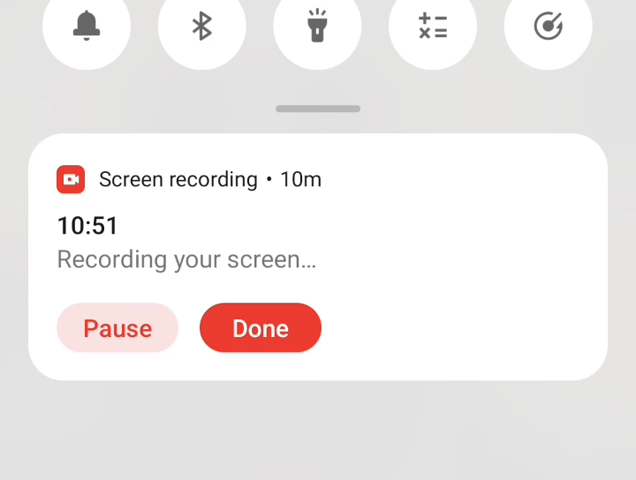 Screen recording • 10m
10:51
Recording your screen...
Pause
Done